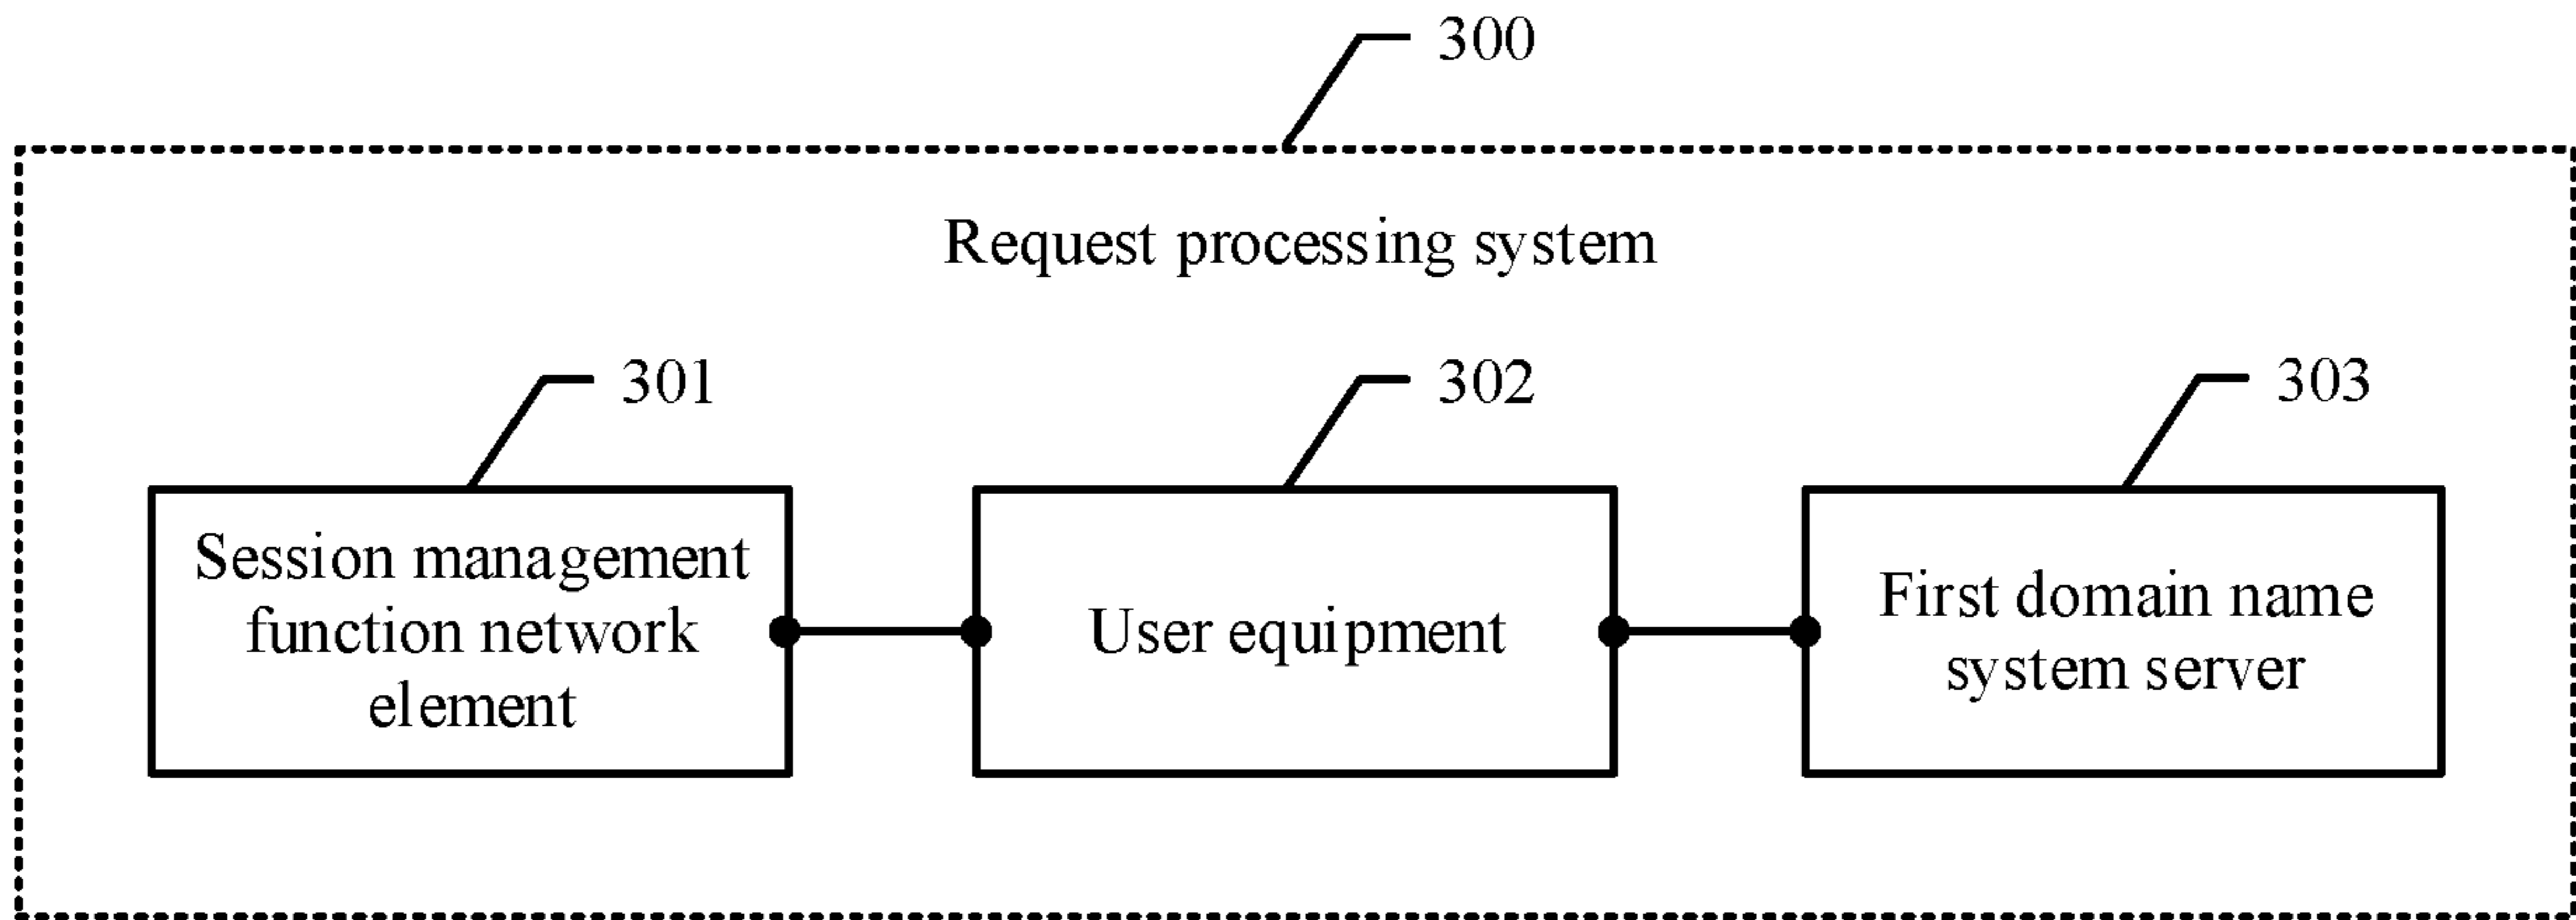 300
Request processing system
301
302
303
Session management
function network
element
User equipment
First domain name
system server